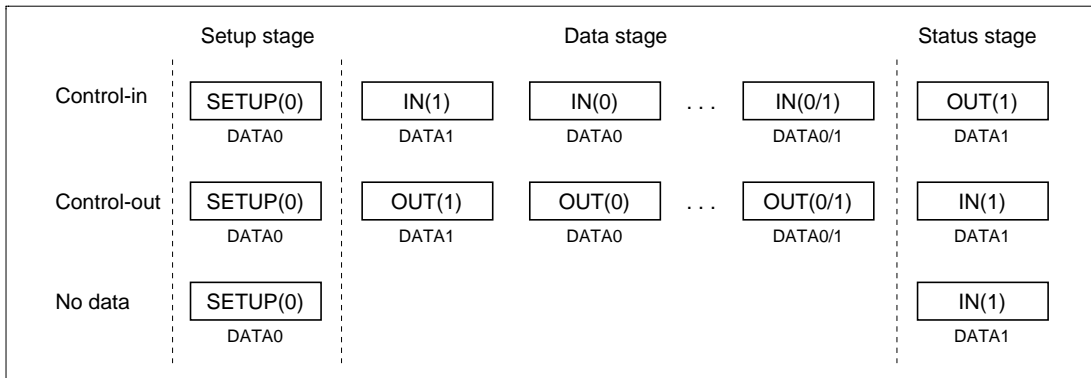 Setup stage Data stage Status stage
Control-in SETUP(0) IN(1) IN(0) . . . IN(0/1) OUT(1)
DATA0 DATA1 DATA0 DATA0/1 DATA1
Control-out SETUP(0) OUT(1) OUT(0) . . . OUT(0/1) IN(1)
DATA0 DATA1 DATA0 DATA0/1 DATA1
No data SETUP(0) IN(1)
DATA0 DATA1